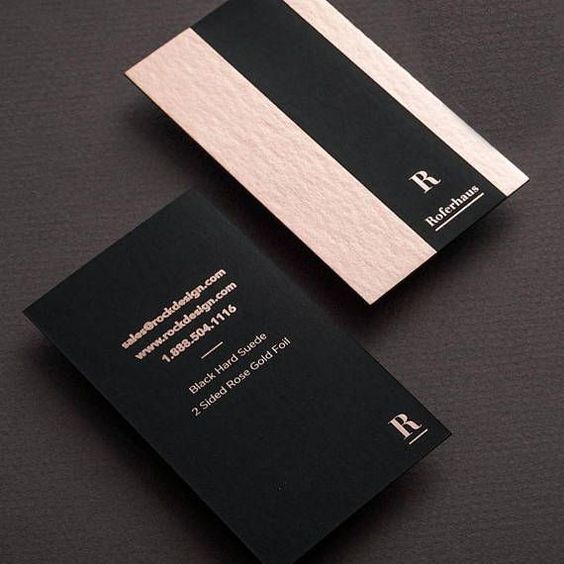 R
Roferhaus
sales@rockdesign.com
www.rockdesign.com
1.888.504.1116
Black Hard Suede
2 Sided Rose Gold Foil
R